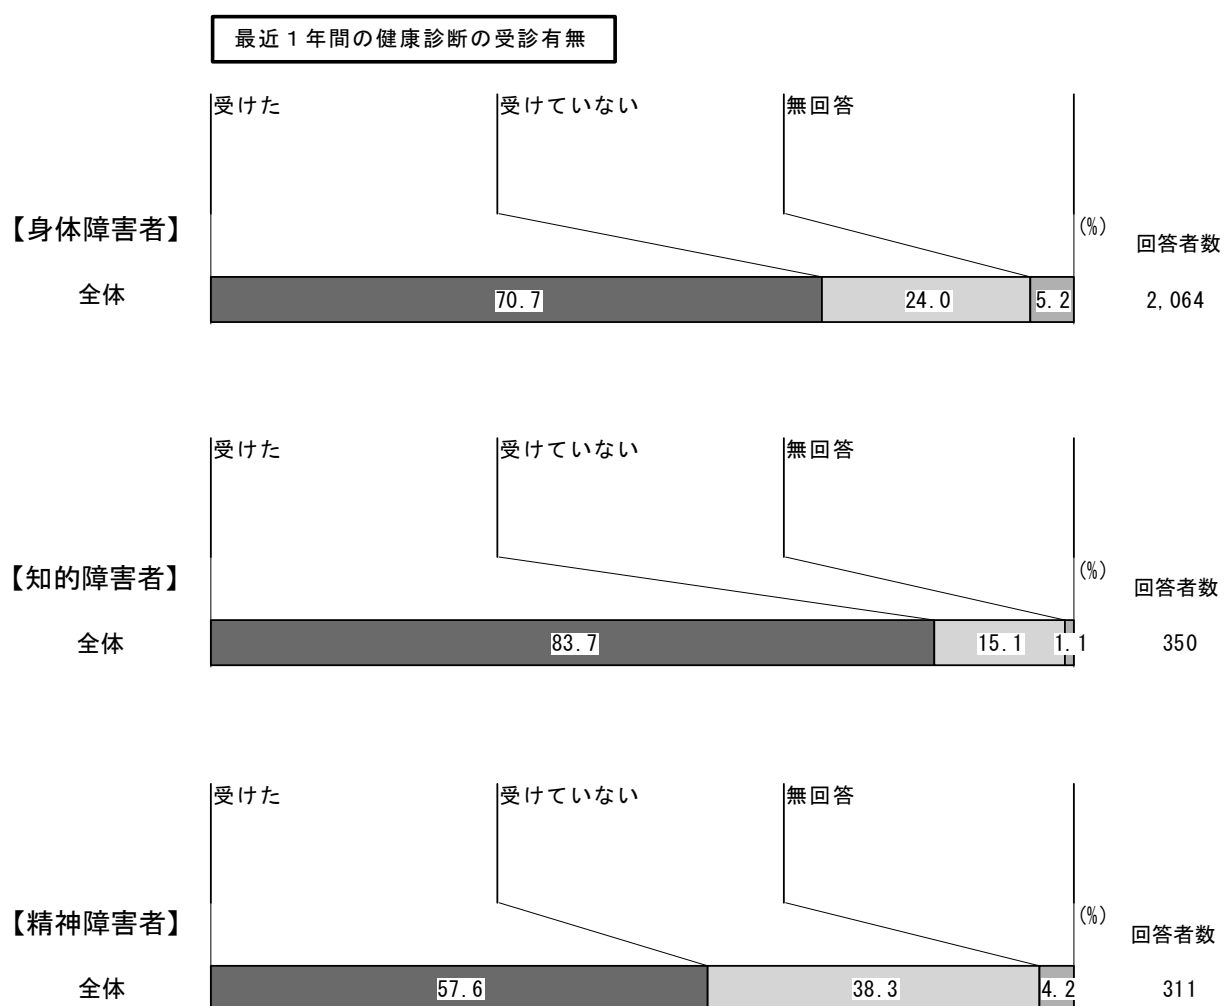 最近１年間の健康診断の受診有無
受けた 受けていない 無回答
【身体障害者】 (%) 回答者数
全体 70.7 24.0 5.2 2,064
受けた 受けていない 無回答
【知的障害者】 (%) 回答者数
全体 83.7 15.1 1.1 350
受けた 受けていない 無回答
【精神障害者】 (%) 回答者数
全体 57.6 38.3 4.2 311